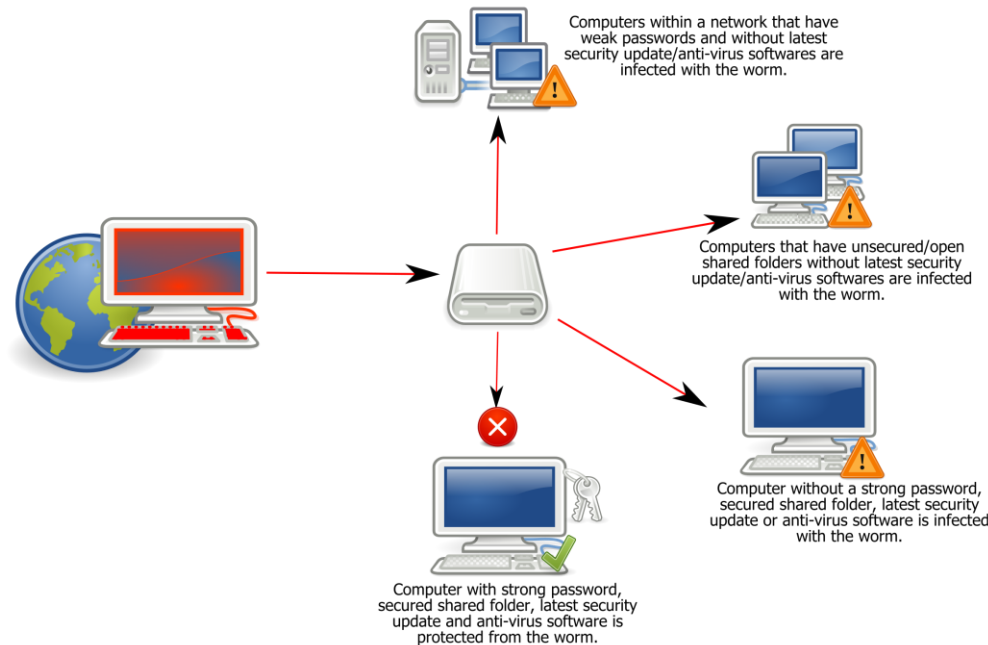 Computers within a network that have
weak passwords and without latest
security update/anti-virus softwares are
infected with the worm.
Computers that have unsecured/open
shared folders without latest security
update/anti-virus softwares are infected
with the worm.
Computer without a strong password,
secured shared folder, latest security
update or anti-virus software is infected
with the worm.
Computer with strong password,
secured shared folder, latest security
update and anti-virus software is
protected from the worm.